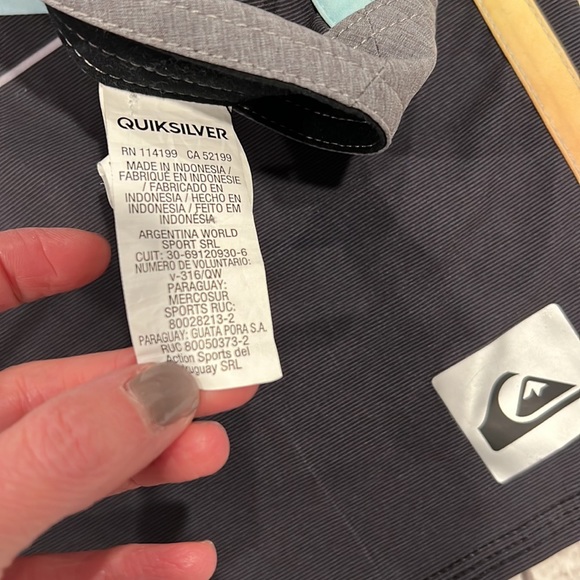 QUIKSILVER
RN 114199 CA 52199
MADE IN INDONESIA /
FABRIQUÉ EN INDONESIE
/ FABRICADO EN
INDONESIA / HECHO EN
INDONESIA / FEITO EM
INDONÉSIA
ARGENTINA WORLD
SPORT SRL
CUIT: 30-69120930-6
NUMERO DE VOLUNTARIO:
v-316/QW
PARAGUAY:
MERCOSUR
SPORTS RUC:
80028213-2
PARAGUAY: GUATA PORA S.A.
RUC 80050373-2
Action Sports del
Uruguay SRL